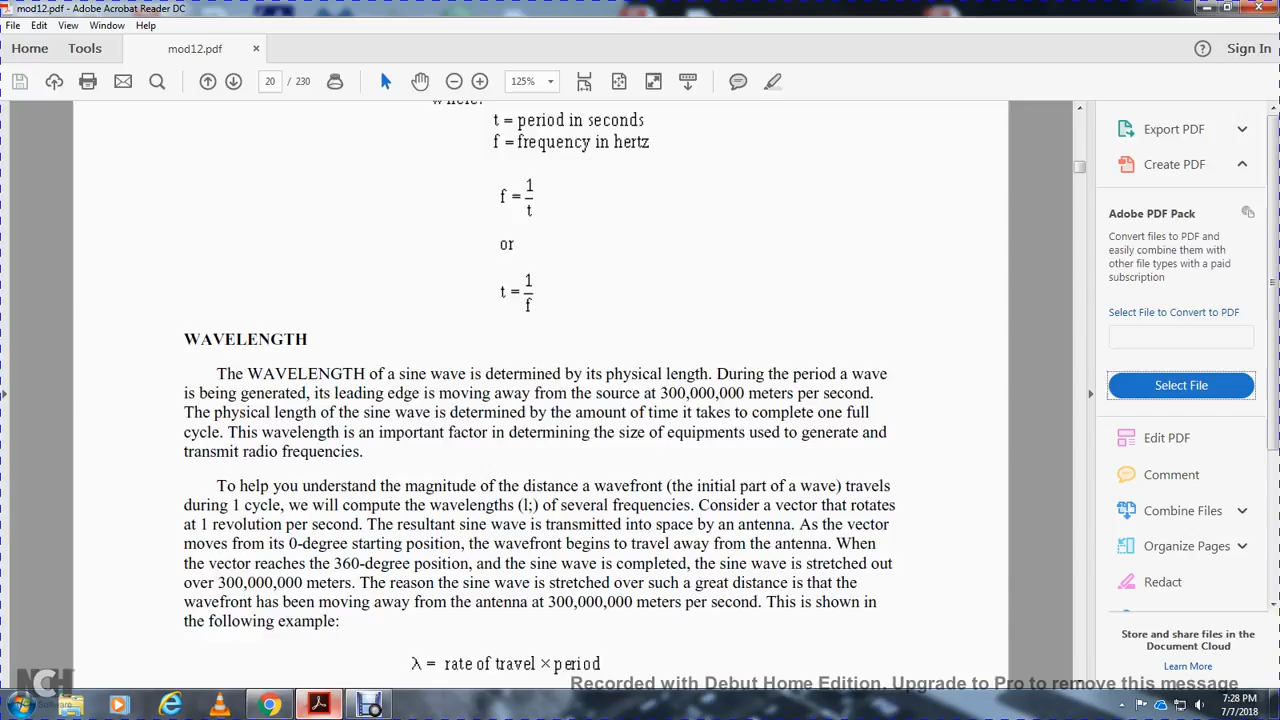 mod12.pdf - Adobe Acrobat Reader DC
File Edit View Window Help
Home Tools mod12.pdf × Sign In
20 / 230 125%
where:
t = period in seconds
f = frequency in hertz
f = 1/t
or
t = 1/f
WAVELENGTH
The WAVELENGTH of a sine wave is determined by its physical length. During the period a wave
is being generated, its leading edge is moving away from the source at 300,000,000 meters per second.
The physical length of the sine wave is determined by the amount of time it takes to complete one full
cycle. This wavelength is an important factor in determining the size of equipments used to generate and
transmit radio frequencies.
To help you understand the magnitude of the distance a wavefront (the initial part of a wave) travels
during 1 cycle, we will compute the wavelengths (l;) of several frequencies. Consider a vector that rotates
at 1 revolution per second. The resultant sine wave is transmitted into space by an antenna. As the vector
moves from its 0-degree starting position, the wavefront begins to travel away from the antenna. When
the vector reaches the 360-degree position, and the sine wave is completed, the sine wave is stretched out
over 300,000,000 meters. The reason the sine wave is stretched over such a great distance is that the
wavefront has been moving away from the antenna at 300,000,000 meters per second. This is shown in
the following example:
λ = rate of travel × period
Export PDF
Create PDF
Adobe PDF Pack
Convert files to PDF and
easily combine them with
other file types with a paid
subscription
Select File to Convert to PDF
Select File
Edit PDF
Comment
Combine Files
Organize Pages
Redact
Store and share files in the
Document Cloud
Learn More
NCH
Software
Recorded with Debut Home Edition. Upgrade to Pro to remove this message
7:28 PM
7/7/2018